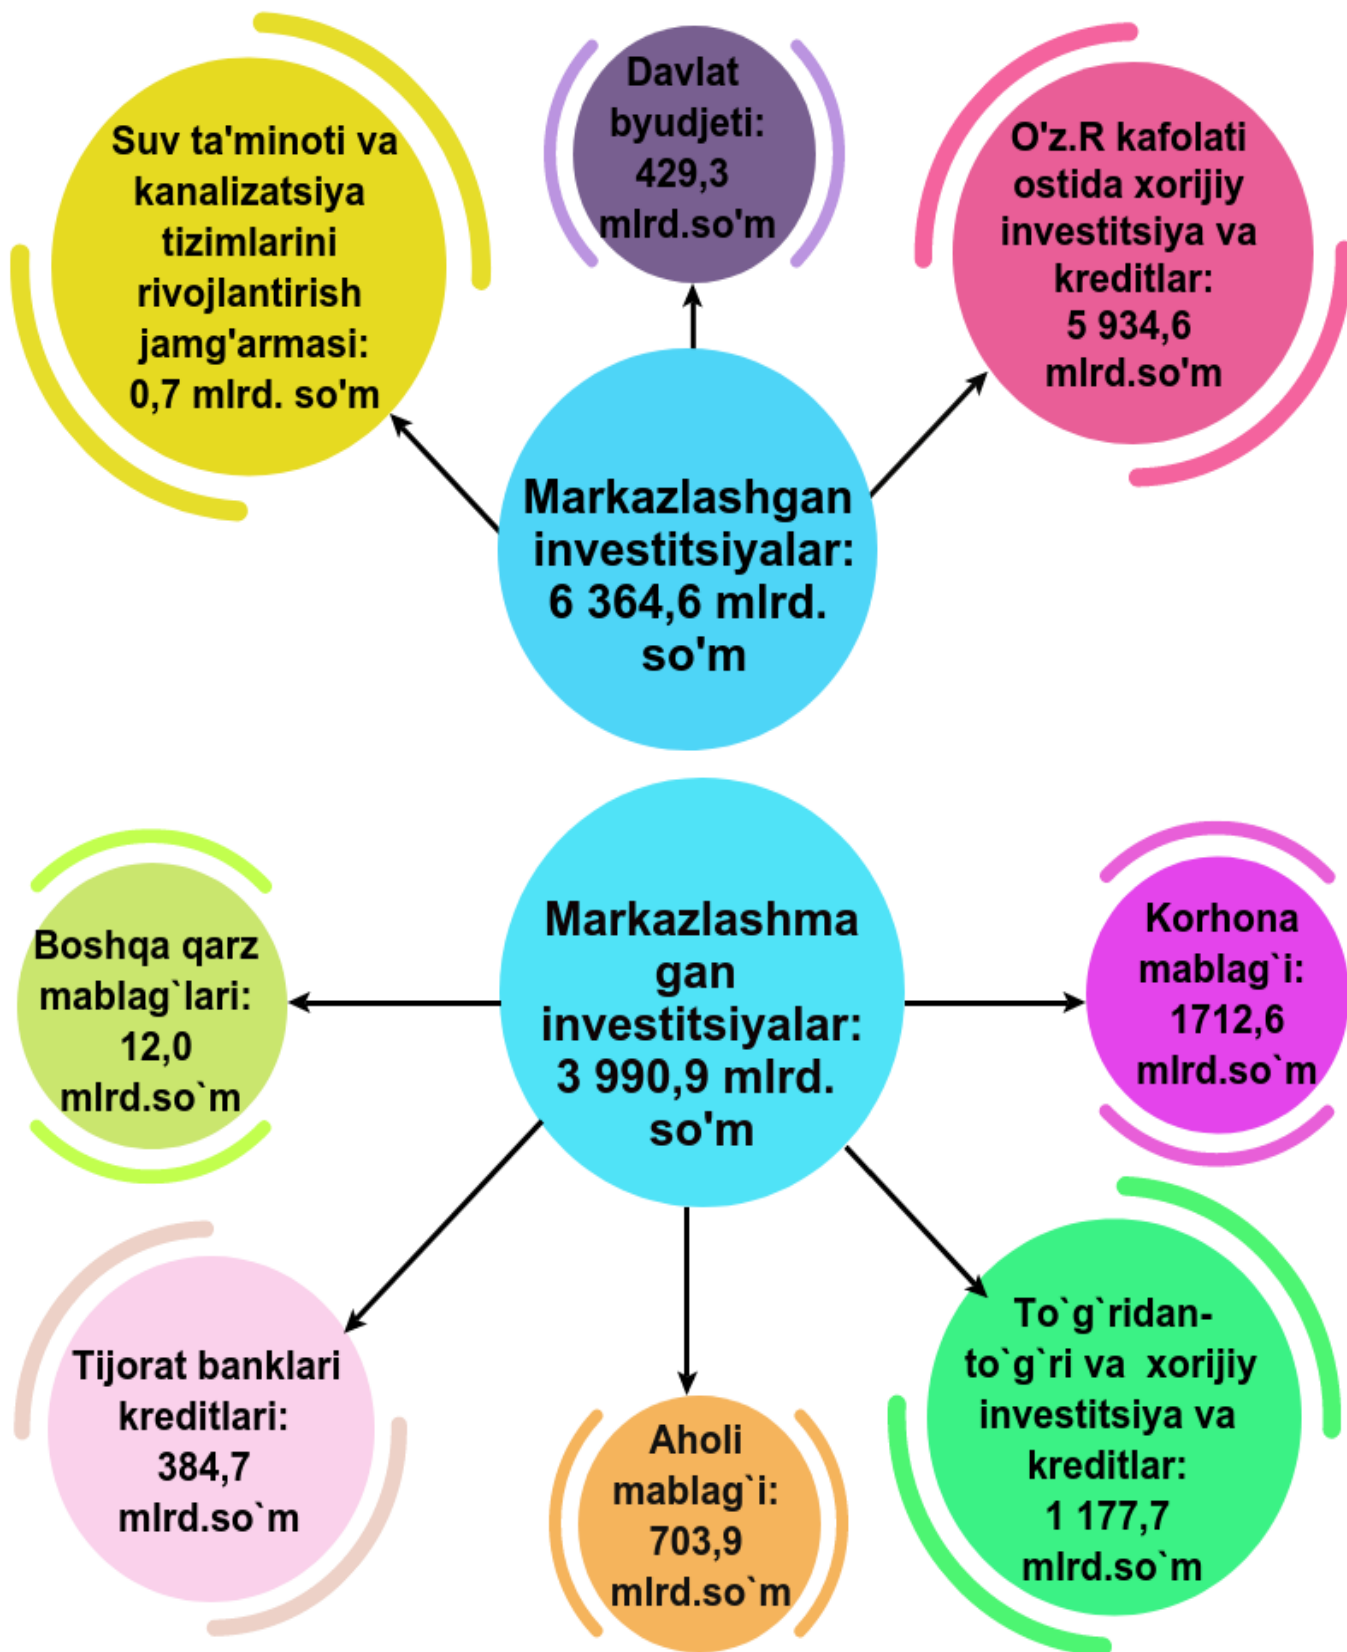 Suv ta'minoti va
kanalizatsiya
tizimlarini
rivojlantirish
jamg'armasi:
0,7 mlrd. so'm
Davlat
byudjeti:
429,3
mlrd.so'm
O'z.R kafolati
ostida xorijiy
investitsiya va
kreditlar:
5 934,6
mlrd.so'm
Markazlashgan
investitsiyalar:
6 364,6 mlrd.
so'm
Markazlashma
gan
investitsiyalar:
3 990,9 mlrd.
so'm
Boshqa qarz
mablag`lari:
12,0
mlrd.so`m
Korhona
mablag`i:
1712,6
mlrd.so`m
Tijorat banklari
kreditlari:
384,7
mlrd.so`m
Aholi
mablag`i:
703,9
mlrd.so`m
To`g`ridan-
to`g`ri va  xorijiy
investitsiya va
kreditlar:
1 177,7
mlrd.so`m